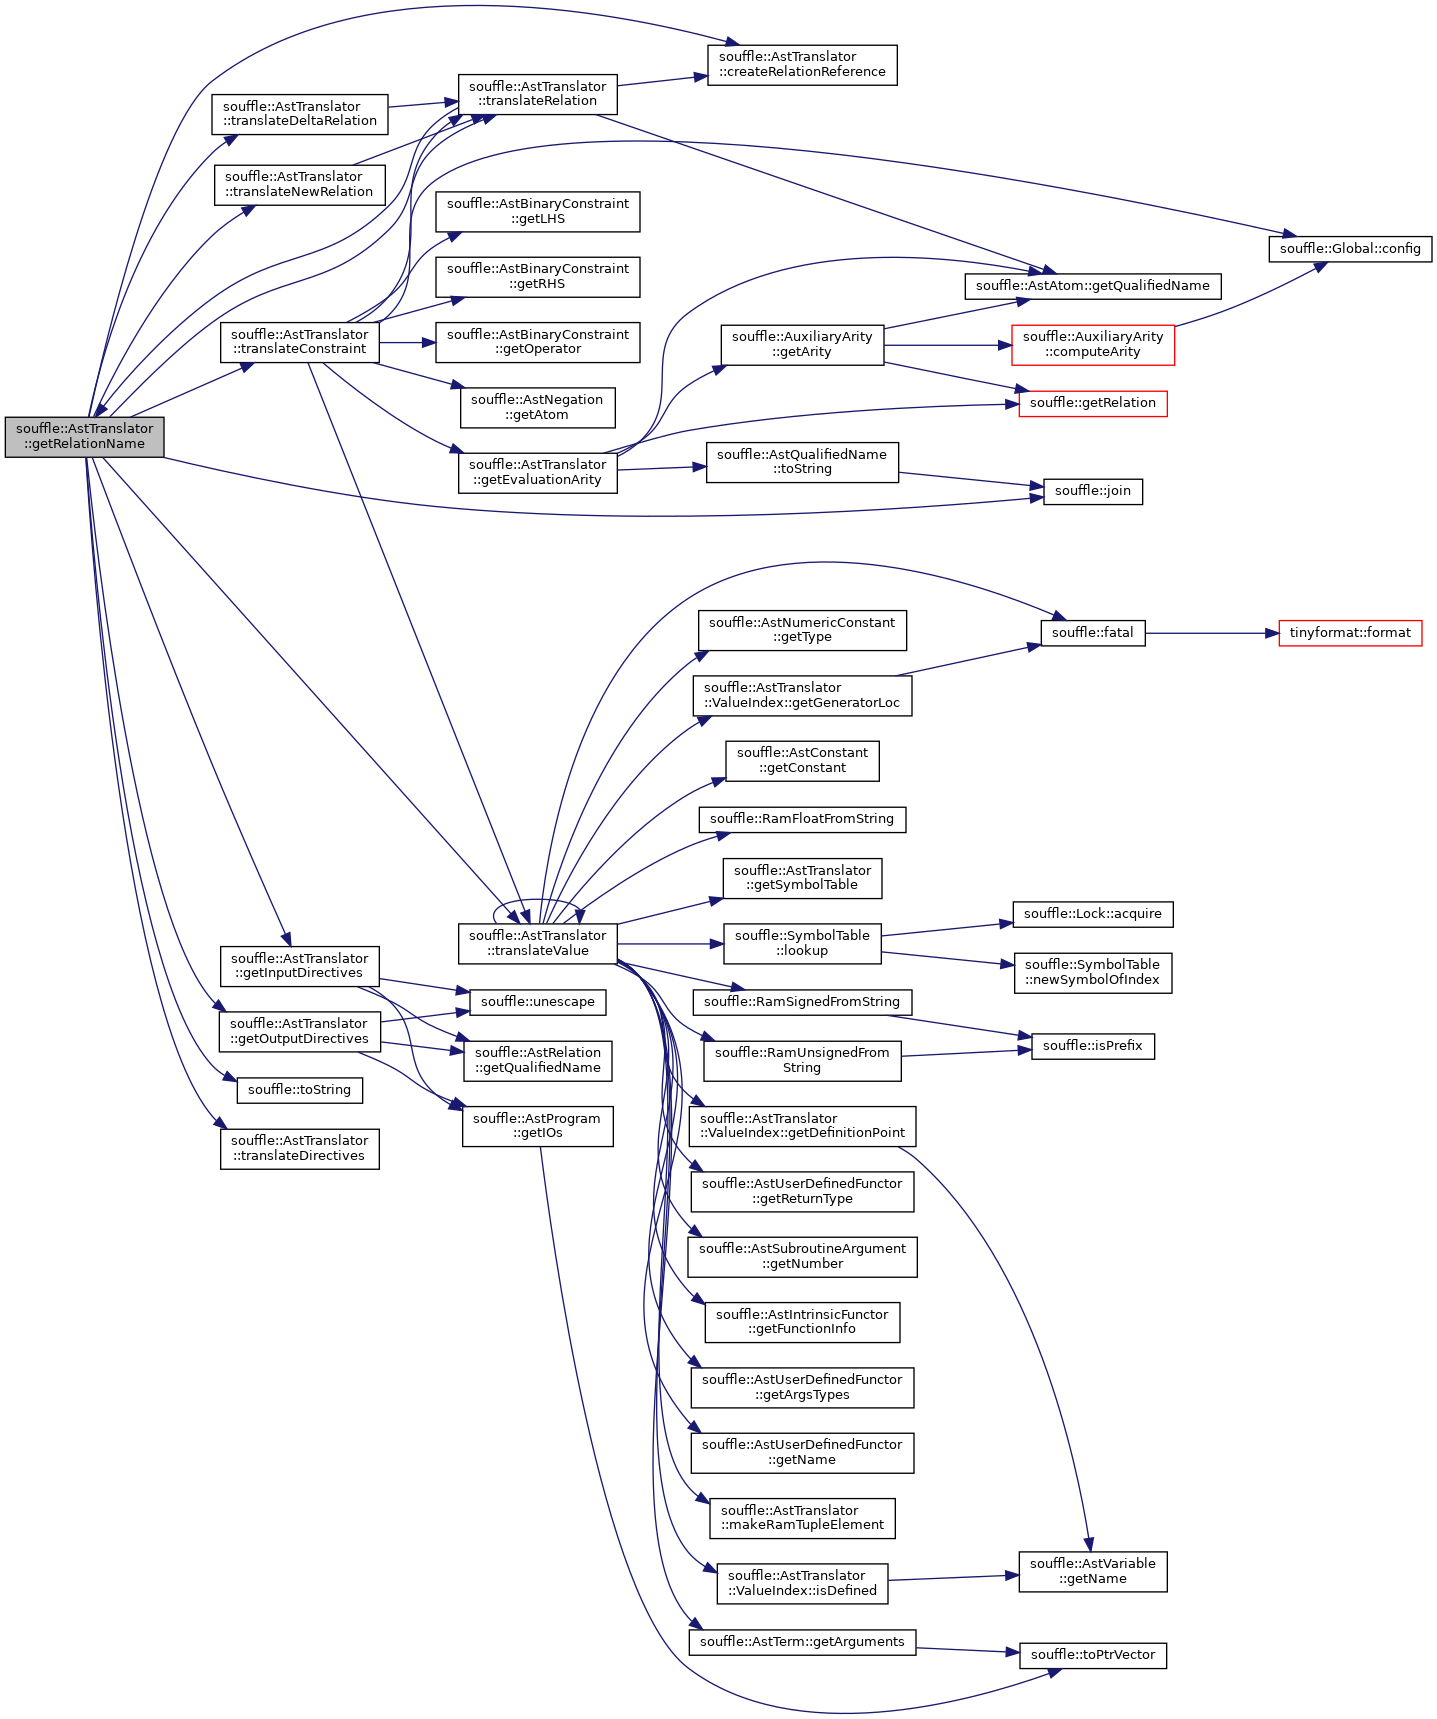 souffle::AstTranslator
::getRelationName
souffle::AstTranslator
::createRelationReference
souffle::AstTranslator
::translateRelation
souffle::AstTranslator
::translateDeltaRelation
souffle::AstTranslator
::translateNewRelation
souffle::AstBinaryConstraint
::getLHS
souffle::AstBinaryConstraint
::getRHS
souffle::AstTranslator
::translateConstraint
souffle::AstBinaryConstraint
::getOperator
souffle::AstNegation
::getAtom
souffle::AstTranslator
::getEvaluationArity
souffle::Global::config
souffle::AstAtom::getQualifiedName
souffle::AuxiliaryArity
::getArity
souffle::AuxiliaryArity
::computeArity
souffle::getRelation
souffle::AstQualifiedName
::toString
souffle::join
souffle::AstNumericConstant
::getType
souffle::fatal
tinyformat::format
souffle::AstTranslator
::ValueIndex::getGeneratorLoc
souffle::AstConstant
::getConstant
souffle::RamFloatFromString
souffle::AstTranslator
::getSymbolTable
souffle::AstTranslator
::translateValue
souffle::SymbolTable
::lookup
souffle::Lock::acquire
souffle::SymbolTable
::newSymbolOfIndex
souffle::AstTranslator
::getInputDirectives
souffle::unescape
souffle::RamSignedFromString
souffle::AstTranslator
::getOutputDirectives
souffle::AstRelation
::getQualifiedName
souffle::RamUnsignedFrom
String
souffle::isPrefix
souffle::toString
souffle::AstProgram
::getIOs
souffle::AstTranslator
::translateDirectives
souffle::AstTranslator
::ValueIndex::getDefinitionPoint
souffle::AstUserDefinedFunctor
::getReturnType
souffle::AstSubroutineArgument
::getNumber
souffle::AstIntrinsicFunctor
::getFunctionInfo
souffle::AstUserDefinedFunctor
::getArgsTypes
souffle::AstUserDefinedFunctor
::getName
souffle::AstTranslator
::makeRamTupleElement
souffle::AstTranslator
::ValueIndex::isDefined
souffle::AstVariable
::getName
souffle::AstTerm::getArguments
souffle::toPtrVector